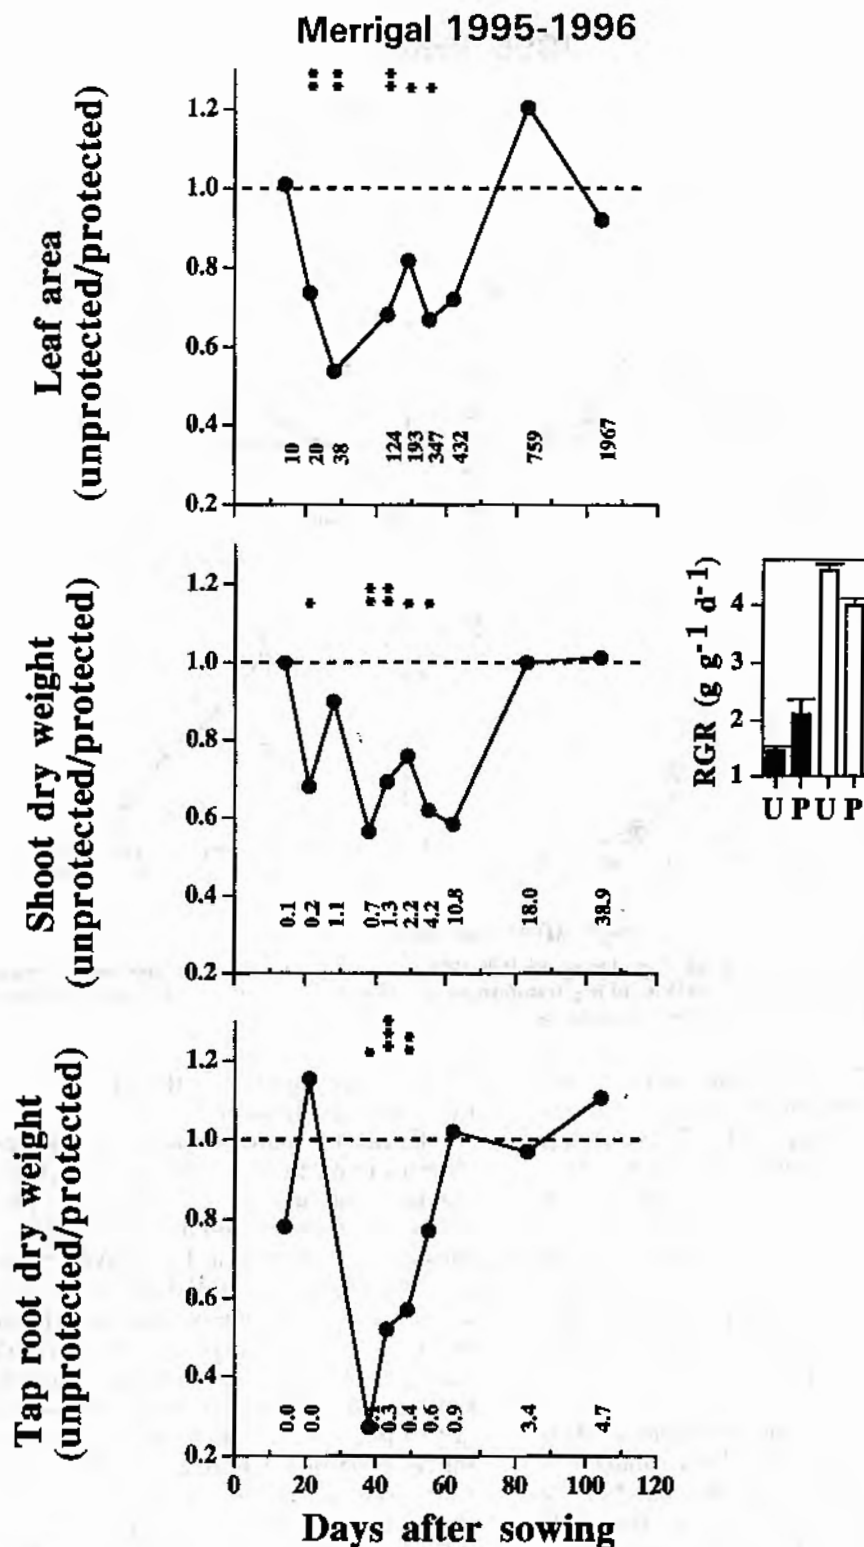 Merrigal 1995-1996
Leaf area
(unprotected/protected)
1.2
1.0
0.8
0.6
0.4
0.2
** ** ** * *
10 20 38 124 193 347 432 759 1967
Shoot dry weight
(unprotected/protected)
1.2
1.0
0.8
0.6
0.4
0.2
* ** ** * *
0.1 0.2 1.1 0.7 1.3 2.2 4.2 10.8 18.0 38.9
RGR (g g-1 d-1)
4
3
2
1
U P U P
Tap root dry weight
(unprotected/protected)
1.2
1.0
0.8
0.6
0.4
0.2
* *** **
0.0 0.0 0.3 0.4 0.6 0.9 3.4 4.7
0 20 40 60 80 100 120
Days after sowing